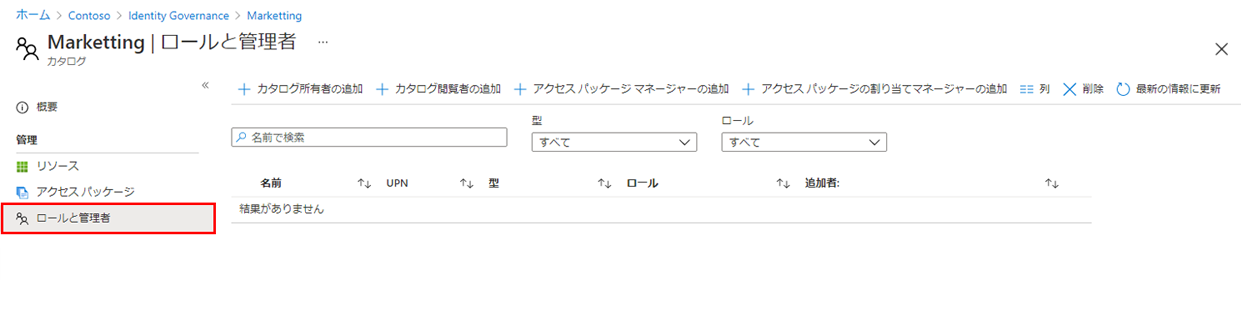 ホーム > Contoso > Identity Governance > Marketting
Marketting | ロールと管理者 ...
カタログ
«
概要
管理
リソース
アクセス パッケージ
ロールと管理者
+ カタログ所有者の追加 + カタログ閲覧者の追加 + アクセス パッケージ マネージャーの追加 + アクセス パッケージの割り当てマネージャーの追加 列 削除 最新の情報に更新
型 ロール
名前で検索 すべて すべて
名前 ↑↓ UPN ↑↓ 型 ↑↓ ロール ↑↓ 追加者: ↑↓
結果がありません